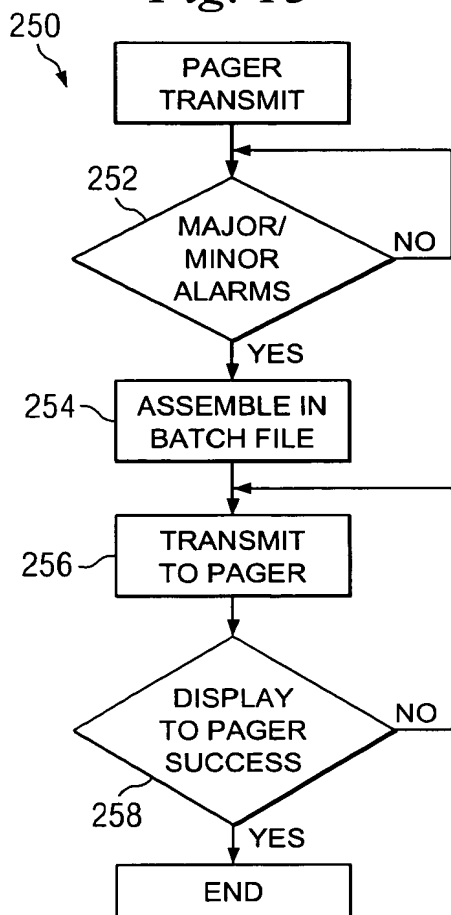 250
PAGER
TRANSMIT
252
MAJOR/
MINOR
ALARMS
NO
YES
254
ASSEMBLE IN
BATCH FILE
256
TRANSMIT
TO PAGER
DISPLAY
TO PAGER
SUCCESS
NO
258
YES
END